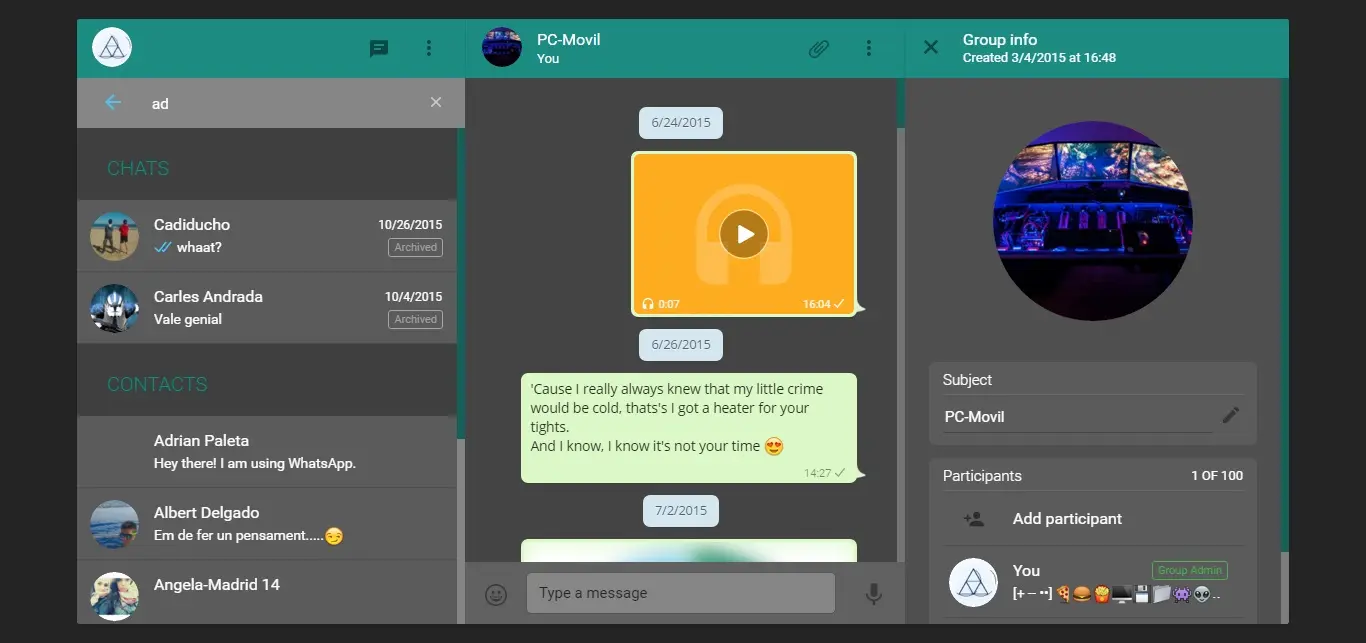 ad
CHATS
Cadiducho
10/26/2015
whaat?
Archived
Carles Andrada
10/4/2015
Vale genial
Archived
CONTACTS
Adrian Paleta
Hey there! I am using WhatsApp.
Albert Delgado
Em de fer un pensament.....😏
Angela-Madrid 14
PC-Movil
You
6/24/2015
0:07
16:04
6/26/2015
'Cause I really always knew that my little crime
would be cold, thats's I got a heater for your
tights.
And I know, I know it's not your time 😍
14:27
7/2/2015
Type a message
Group info
Created 3/4/2015 at 16:48
Subject
PC-Movil
Participants
1 OF 100
Add participant
You
Group Admin
[+ – ••] 🍕🍔🍟🖥💾📁👾👽..